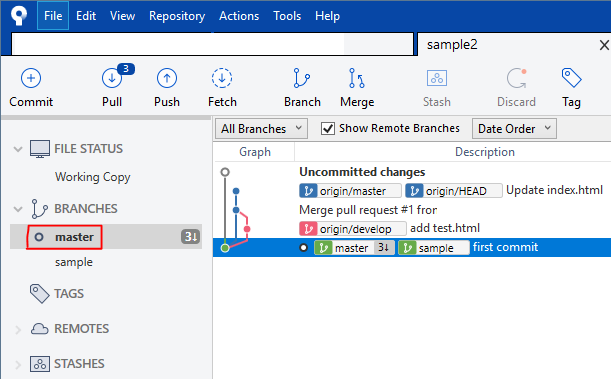 File Edit View Repository Actions Tools Help
sample2
3
Commit Pull Push Fetch Branch Merge Stash Discard Tag
All Branches Show Remote Branches Date Order
Graph Description
FILE STATUS
Working Copy
BRANCHES
master 3↓
sample
TAGS
REMOTES
STASHES
Uncommitted changes
origin/master origin/HEAD Update index.html
Merge pull request #1 fror
origin/develop add test.html
master 3↓ sample first commit